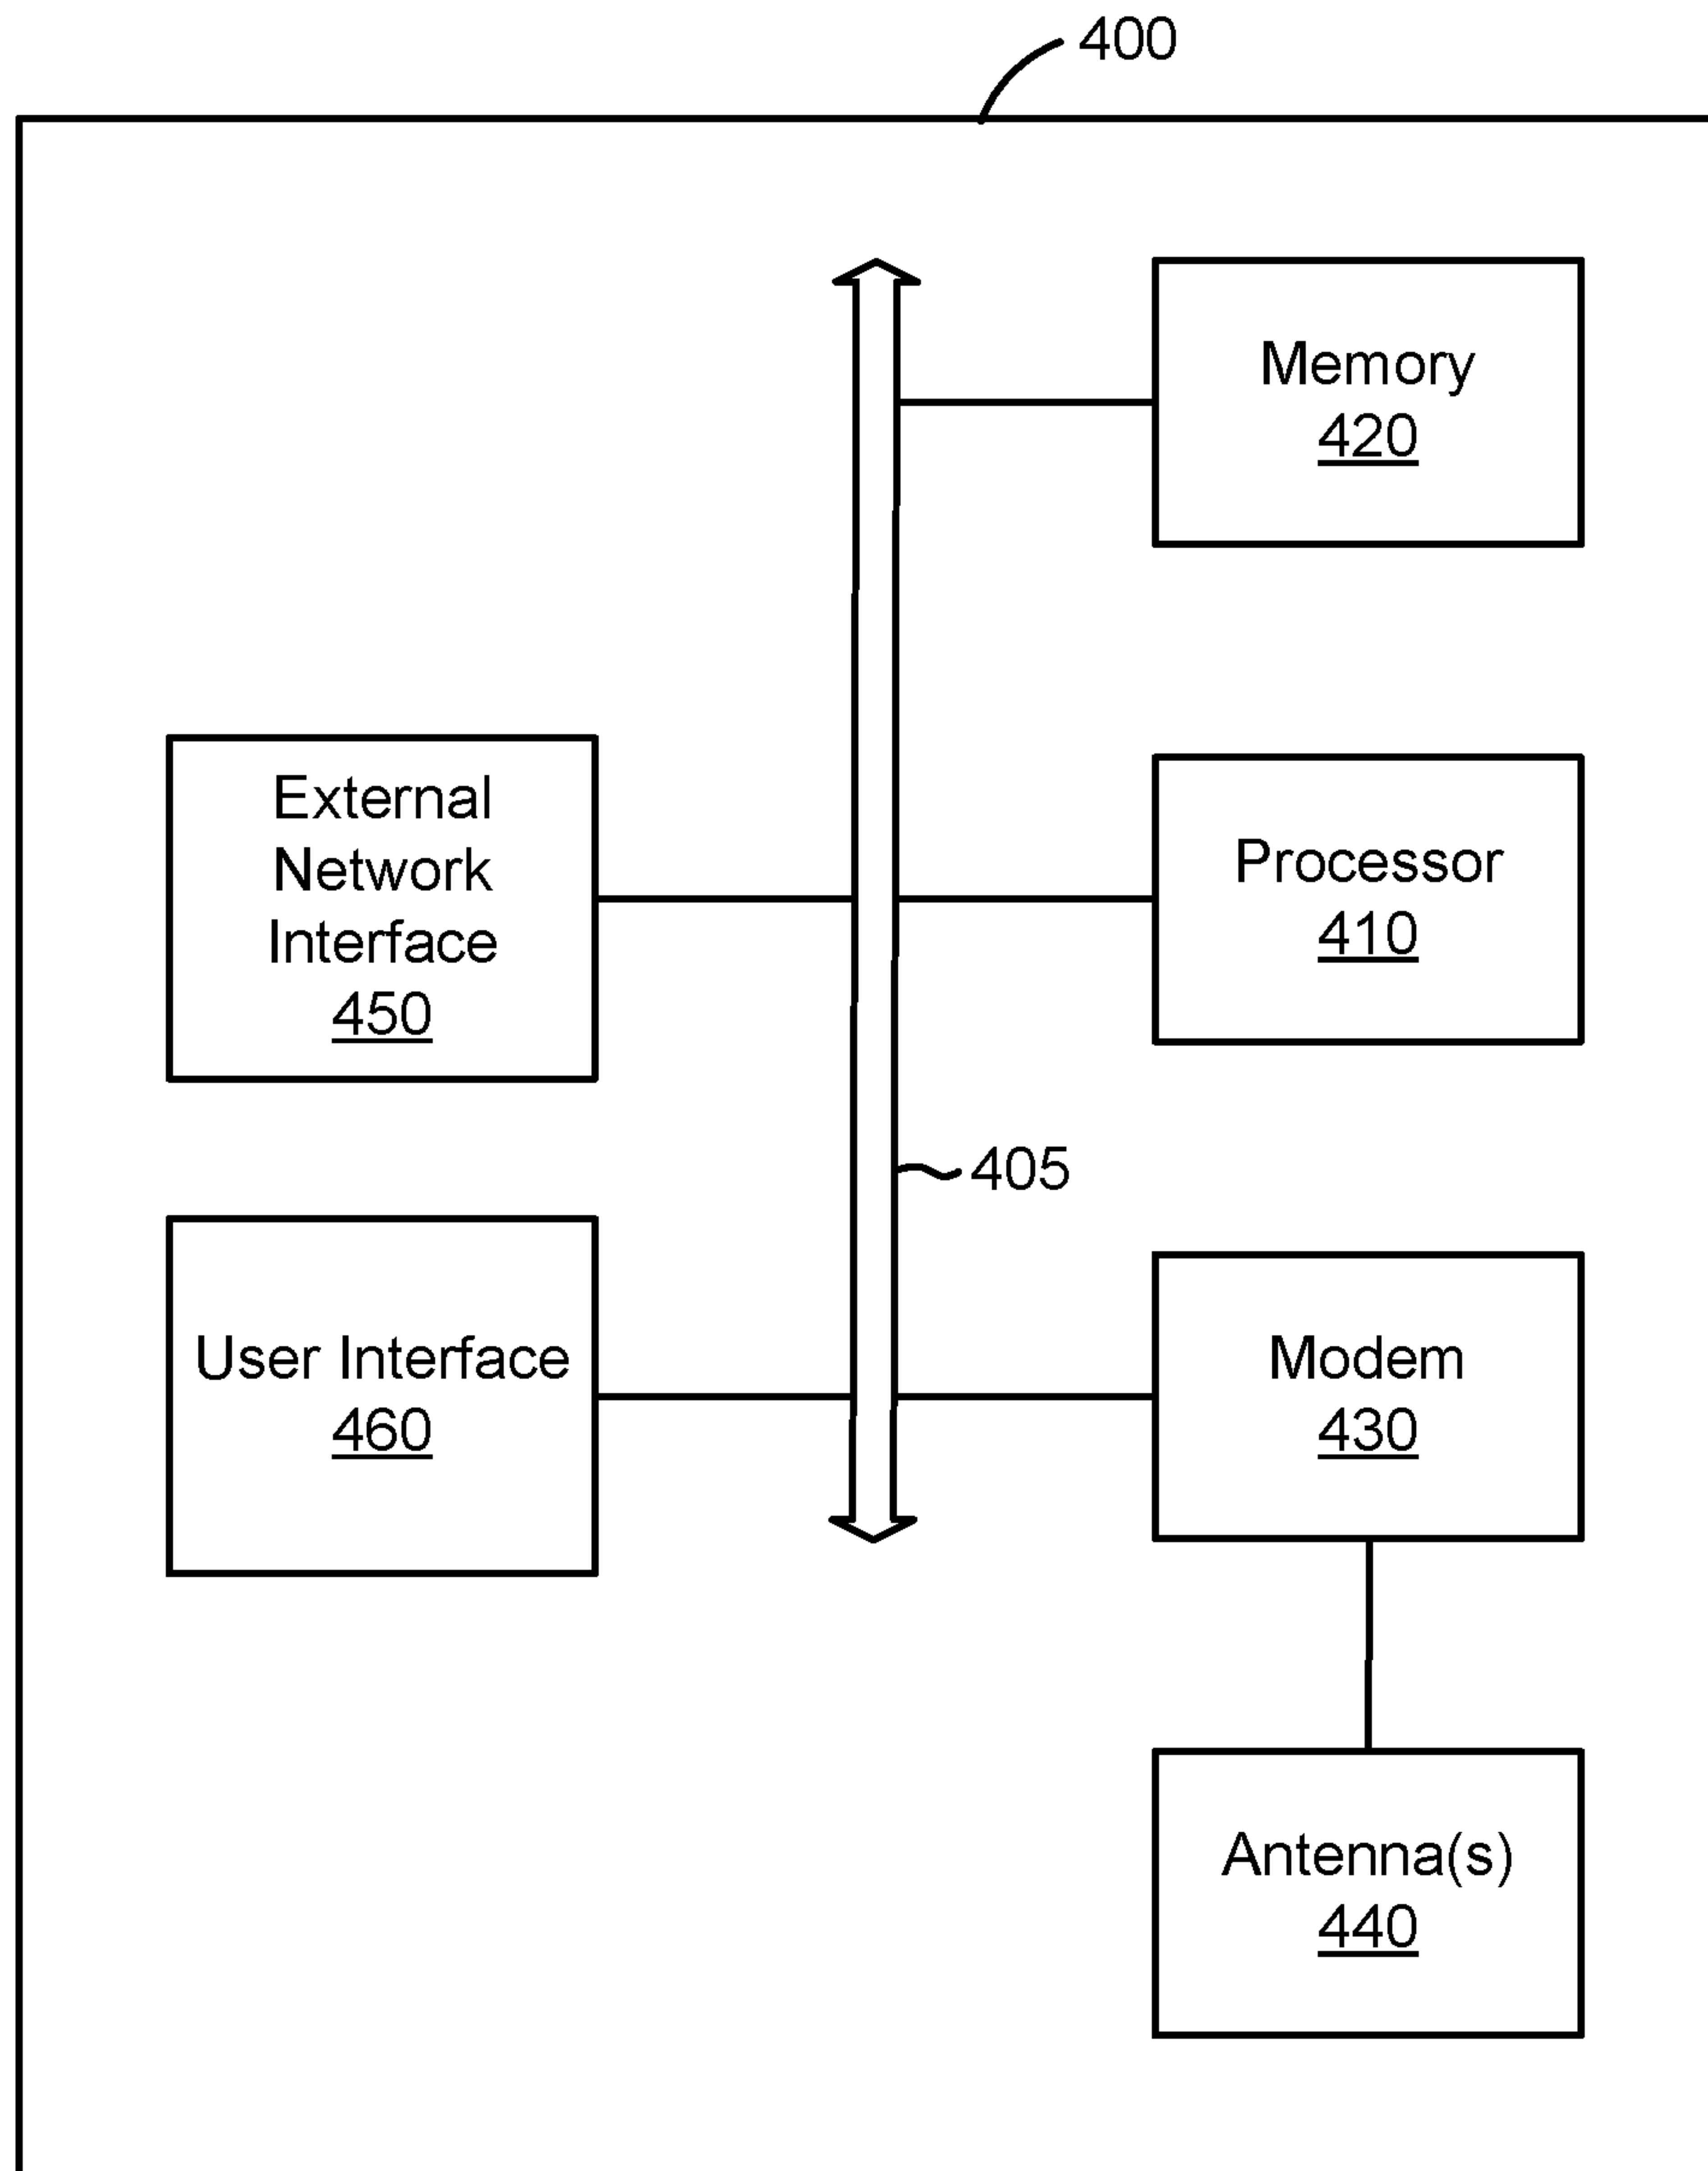 400
Memory
420
External
Network
Interface
450
Processor
410
405
User Interface
460
Modem
430
Antenna(s)
440